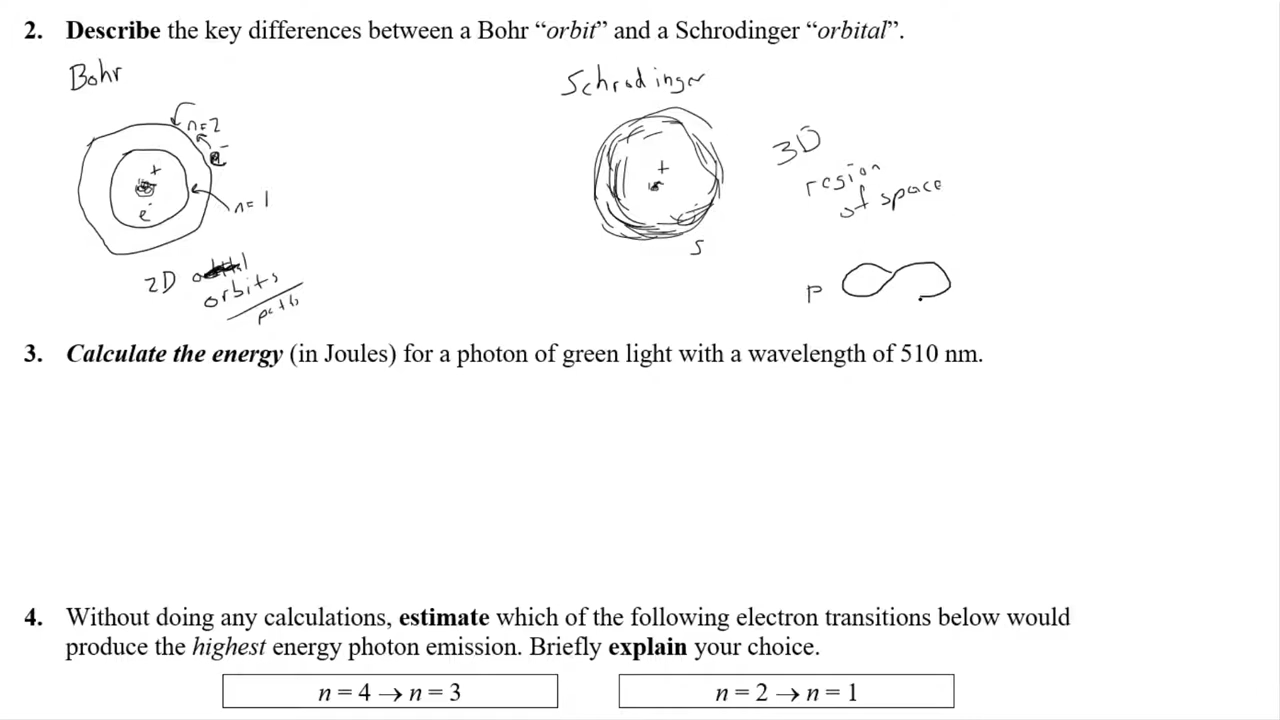 2. Describe the key differences between a Bohr “orbit” and a Schrodinger “orbital”.
Bohr
Schrodinger
n=2
e-
+
e-
n=1
2D
orbits
path
+
S
3D
region
of space
P
3. Calculate the energy (in Joules) for a photon of green light with a wavelength of 510 nm.
4. Without doing any calculations, estimate which of the following electron transitions below would
produce the highest energy photon emission. Briefly explain your choice.
n = 4 → n = 3
n = 2 → n = 1